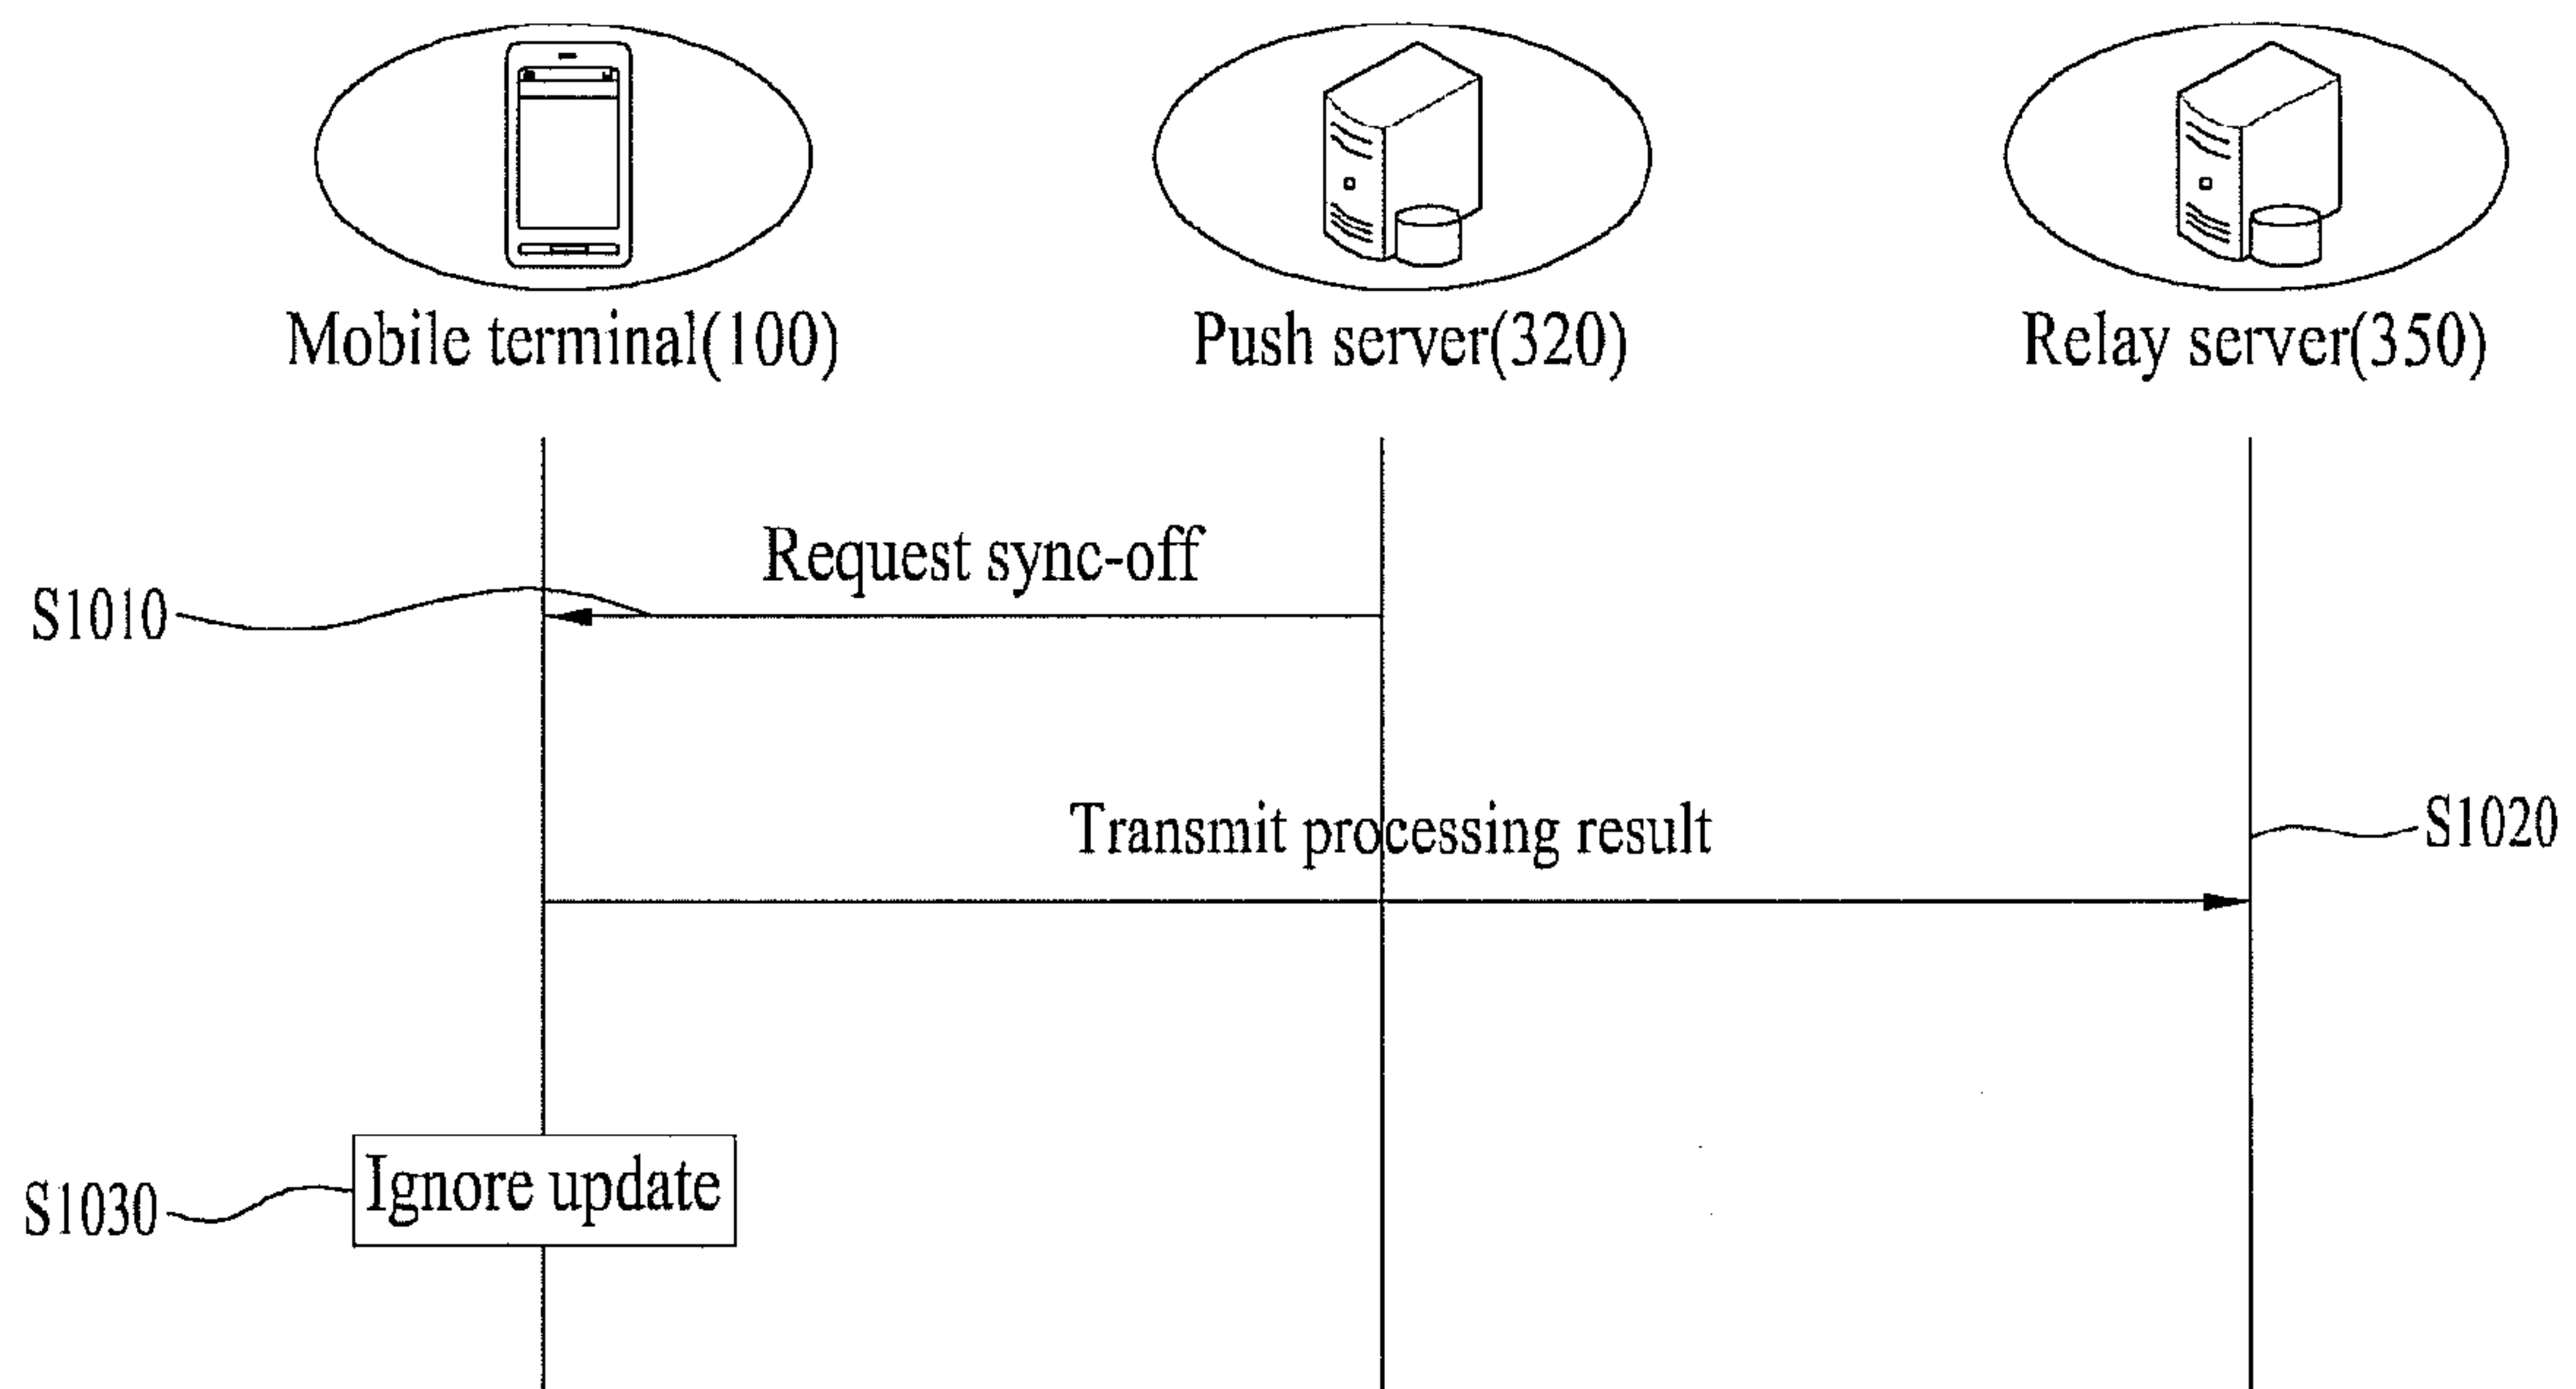 Mobile terminal(100)
Push server(320)
Relay server(350)
Request sync-off
S1010
Transmit processing result
S1020
Ignore update
S1030